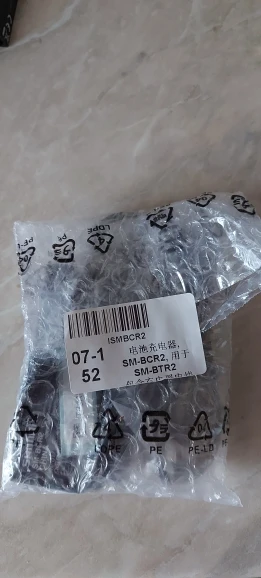 LDPE
PE
ISMBCR2
07-1
52
电池充电器,
SM-BCR2, 用于
SM-BTR2
LDPE
PE
PE-LD